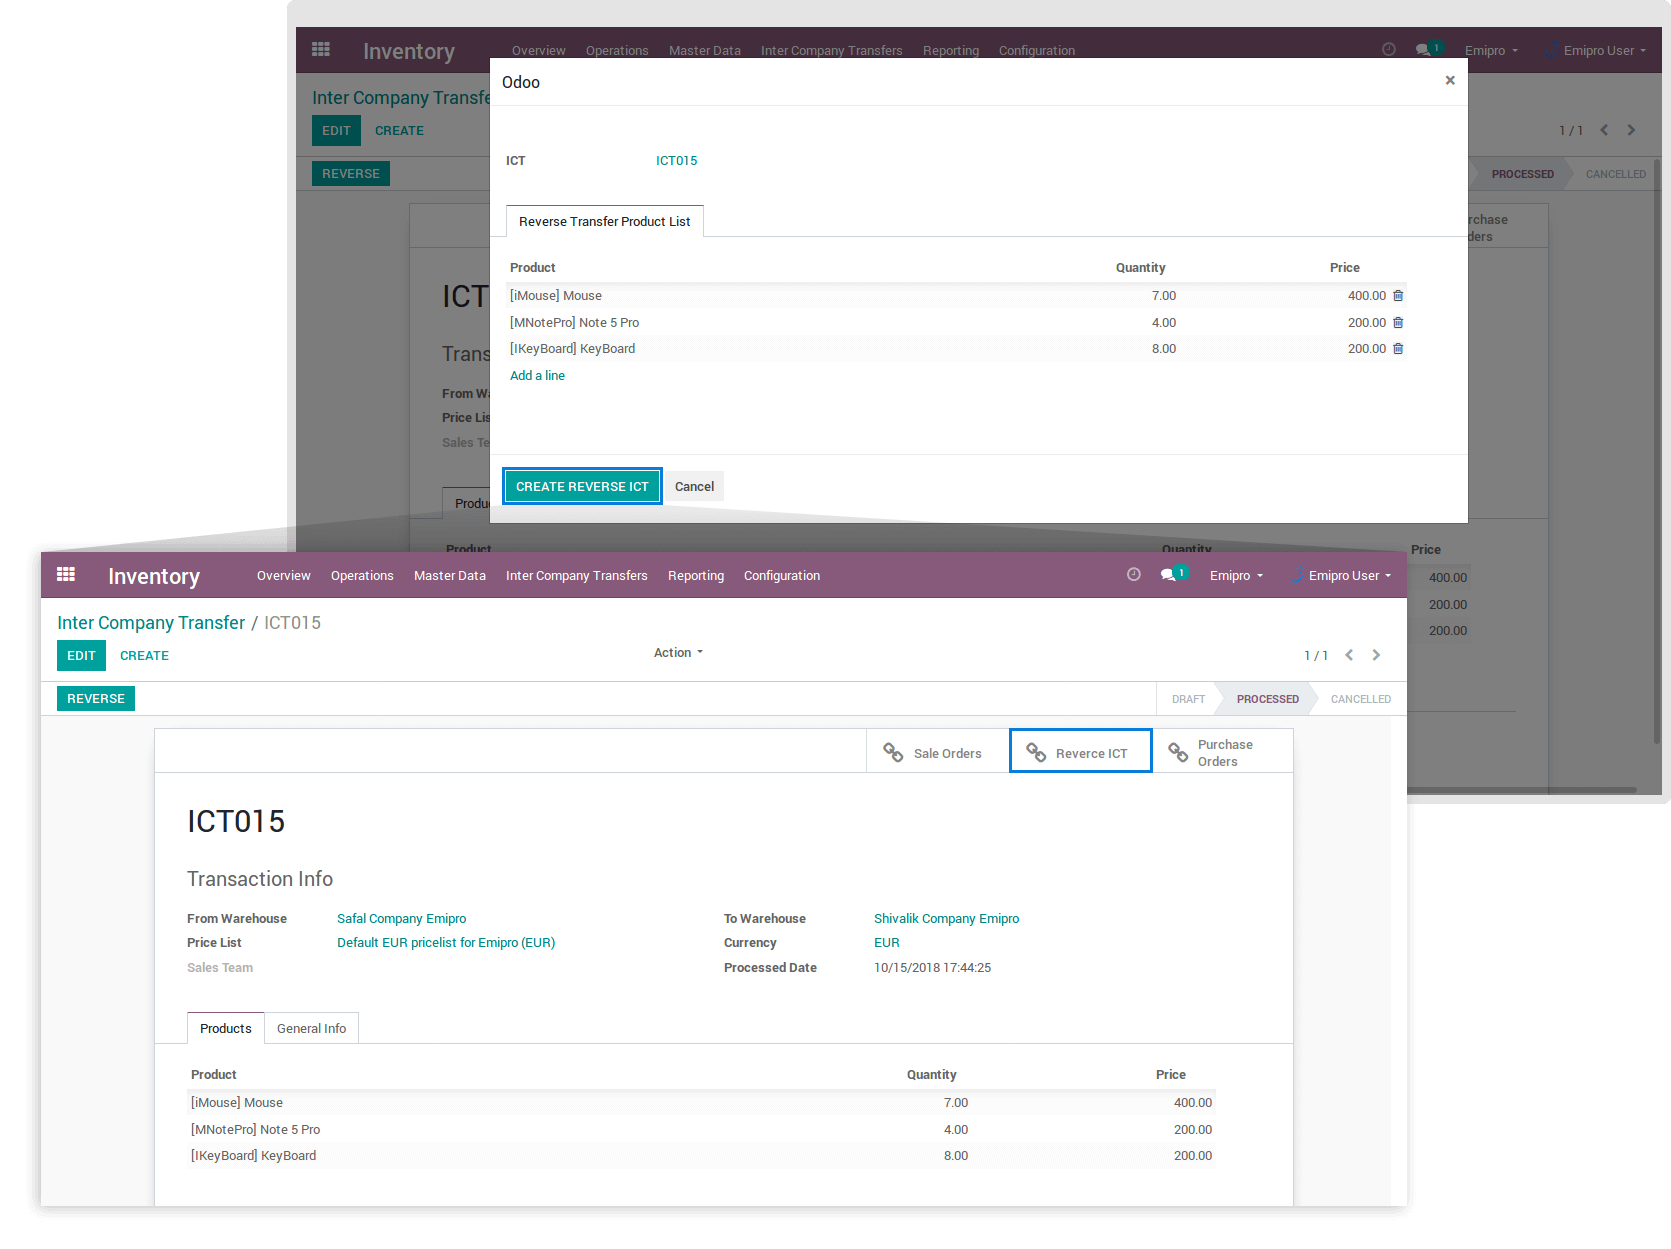 Inventory Overview Operations Master Data Inter Company Transfers Reporting Configuration 1 Emipro Emipro User
Odoo ×
Inter Company Transfe
EDIT CREATE 1 / 1
ICT ICT015
REVERSE PROCESSED CANCELLED
Reverse Transfer Product List
rchase
ders
Product Quantity Price
[iMouse] Mouse 7.00 400.00
[MNotePro] Note 5 Pro 4.00 200.00
[IKeyBoard] KeyBoard 8.00 200.00
Add a line
ICT
Trans
From Wa
Price Lis
Sales Te
CREATE REVERSE ICT Cancel
Produ
Product Quantity Price
400.00
200.00
200.00
Inventory Overview Operations Master Data Inter Company Transfers Reporting Configuration 1 Emipro Emipro User
Inter Company Transfer / ICT015
EDIT CREATE Action 1 / 1
REVERSE DRAFT PROCESSED CANCELLED
Sale Orders Reverce ICT Purchase
Orders
ICT015
Transaction Info
From Warehouse Safal Company Emipro To Warehouse Shivalik Company Emipro
Price List Default EUR pricelist for Emipro (EUR) Currency EUR
Sales Team Processed Date 10/15/2018 17:44:25
Products General Info
Product Quantity Price
[iMouse] Mouse 7.00 400.00
[MNotePro] Note 5 Pro 4.00 200.00
[IKeyBoard] KeyBoard 8.00 200.00